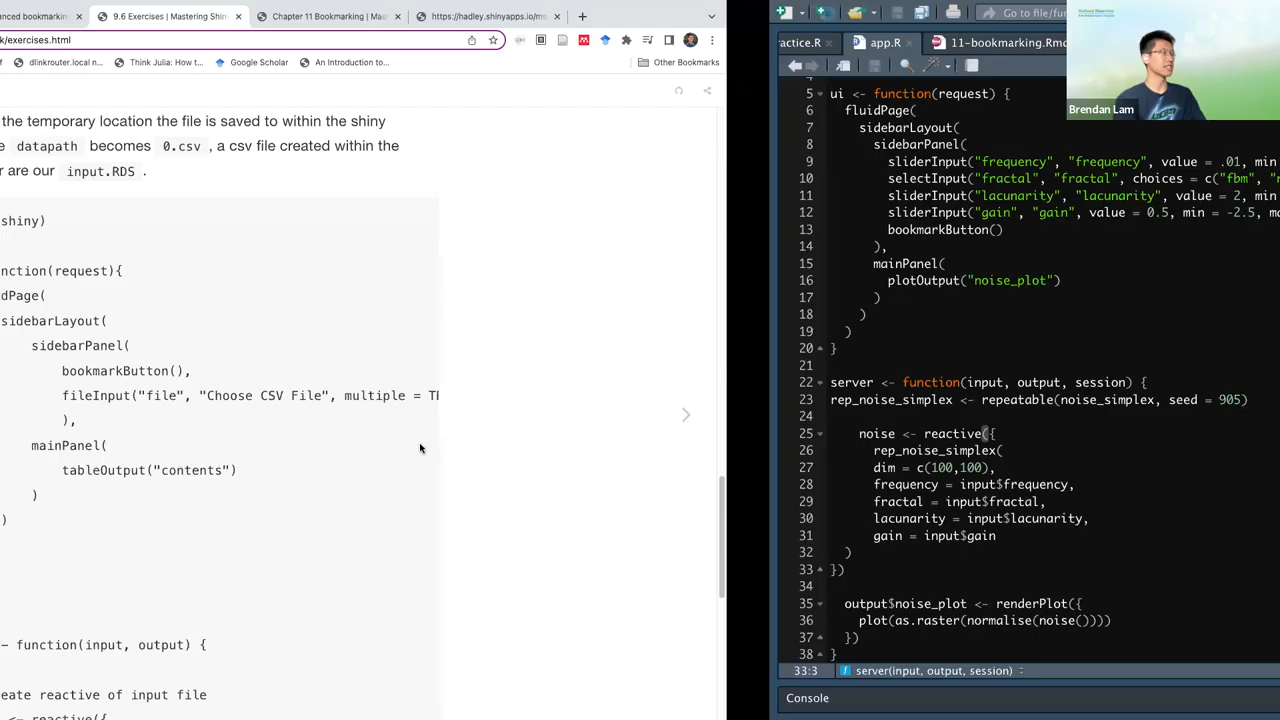 anced bookmarkin
9.6 Exercises | Mastering Shin
Chapter 11 Bookmarking | Mast
https://hadley.shinyapps.io/ms
k/exercises.html
dlinkrouter.local n...
Think Julia: How t...
Google Scholar
An Introduction to...
Other Bookmarks
the temporary location the file is saved to within the shiny
e datapath becomes 0.csv , a csv file created within the
r are our input.RDS .
shiny)
nction(request){
dPage(
sidebarLayout(
sidebarPanel(
bookmarkButton(),
fileInput("file", "Choose CSV File", multiple = TR
),
mainPanel(
tableOutput("contents")
)
)
– function(input, output) {
eate reactive of input file
<- reactive({
Go to file/fu
actice.R
app.R
11-bookmarking.Rmd
4
5 ui <- function(request) {
6 fluidPage(
7 sidebarLayout(
8 sidebarPanel(
9 sliderInput("frequency", "frequency", value = .01, min
10 selectInput("fractal", "fractal", choices = c("fbm", "r
11 sliderInput("lacunarity", "lacunarity", value = 2, min
12 sliderInput("gain", "gain", value = 0.5, min = -2.5, ma
13 bookmarkButton()
14 ),
15 mainPanel(
16 plotOutput("noise_plot")
17 )
18 )
19 )
20 }
21
22 server <- function(input, output, session) {
23 rep_noise_simplex <- repeatable(noise_simplex, seed = 905)
24
25 noise <- reactive({
26 rep_noise_simplex(
27 dim = c(100,100),
28 frequency = input$frequency,
29 fractal = input$fractal,
30 lacunarity = input$lacunarity,
31 gain = input$gain
32 )
33 })
34
35 output$noise_plot <- renderPlot({
36 plot(as.raster(normalise(noise())))
37 })
38 }
33:3
server(input, output, session)
Console
Brendan Lam